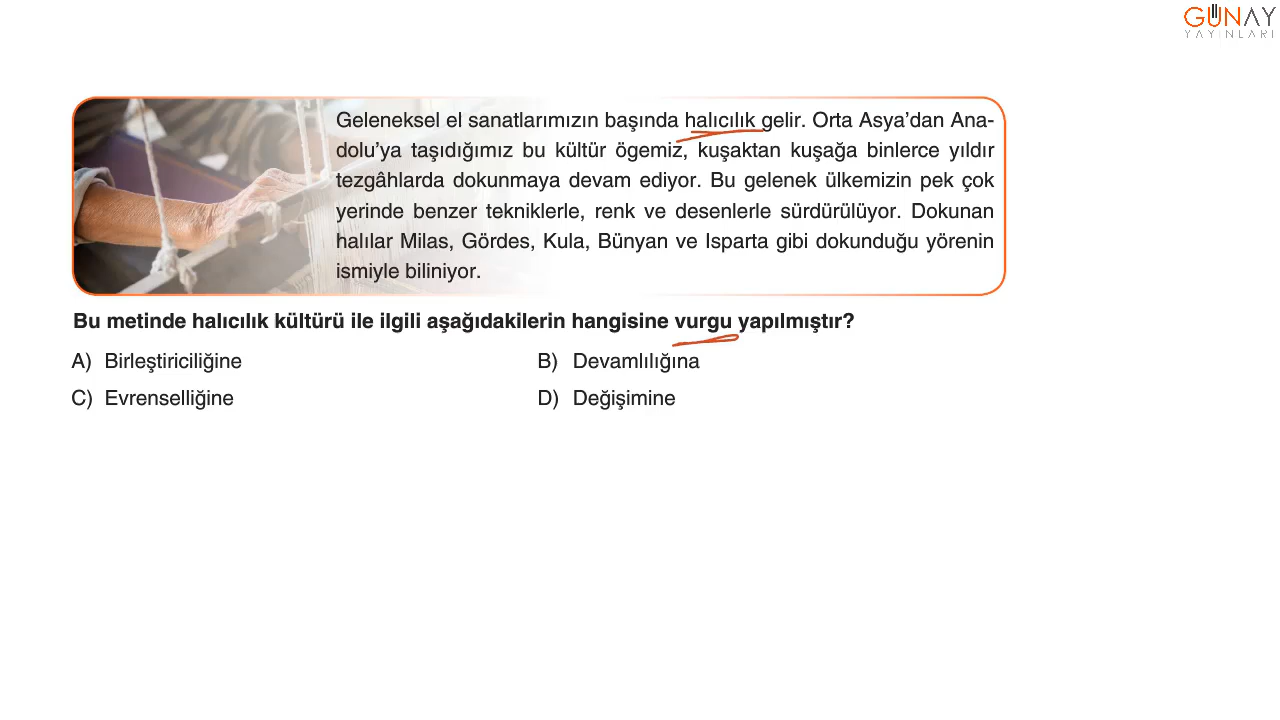 GÜNAY
YAYINLARI
Geleneksel el sanatlarımızın başında halıcılık gelir. Orta Asya’dan Ana-
dolu’ya taşıdığımız bu kültür ögemiz, kuşaktan kuşağa binlerce yıldır
tezgâhlarda dokunmaya devam ediyor. Bu gelenek ülkemizin pek çok
yerinde benzer tekniklerle, renk ve desenlerle sürdürülüyor. Dokunan
halılar Milas, Gördes, Kula, Bünyan ve Isparta gibi dokunduğu yörenin
ismiyle biliniyor.
Bu metinde halıcılık kültürü ile ilgili aşağıdakilerin hangisine vurgu yapılmıştır?
A) Birleştiriciliğine B) Devamlılığına
C) Evrenselliğine D) Değişimine